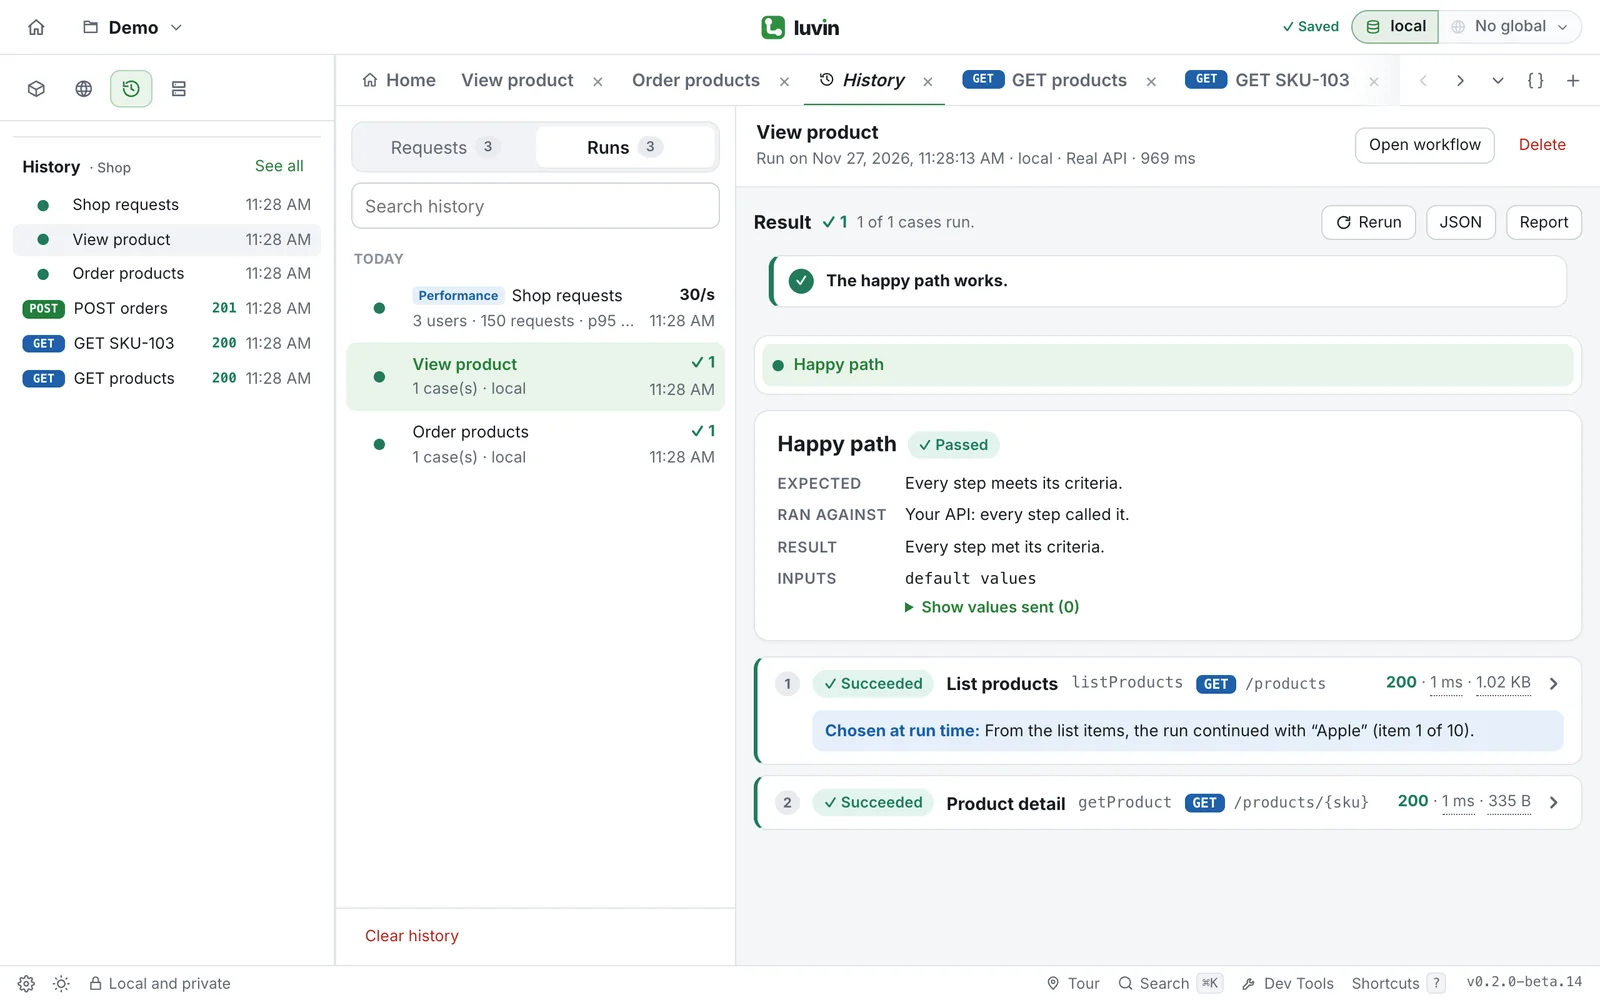 Demo
luvin
Saved
local
No global
Home
View product
Order products
History
GET GET products
GET GET SKU-103
{ }
History · Shop
See all
Shop requests 11:28 AM
View product 11:28 AM
Order products 11:28 AM
POST POST orders 201 11:28 AM
GET GET SKU-103 200 11:28 AM
GET GET products 200 11:28 AM
Requests 3
Runs 3
Search history
TODAY
Performance Shop requests 30/s
3 users · 150 requests · p95 ... 11:28 AM
View product 1
1 case(s) · local 11:28 AM
Order products 1
1 case(s) · local 11:28 AM
Clear history
View product
Run on Nov 27, 2026, 11:28:13 AM · local · Real API · 969 ms
Open workflow
Delete
Result 1 1 of 1 cases run.
Rerun
JSON
Report
The happy path works.
Happy path
Happy path Passed
EXPECTED Every step meets its criteria.
RAN AGAINST Your API: every step called it.
RESULT Every step met its criteria.
INPUTS default values
Show values sent (0)
1 Succeeded List products listProducts GET /products 200 · 1 ms · 1.02 KB
Chosen at run time: From the list items, the run continued with “Apple” (item 1 of 10).
2 Succeeded Product detail getProduct GET /products/{sku} 200 · 1 ms · 335 B
Local and private
Tour
Search ⌘K
Dev Tools
Shortcuts ?
v0.2.0-beta.14